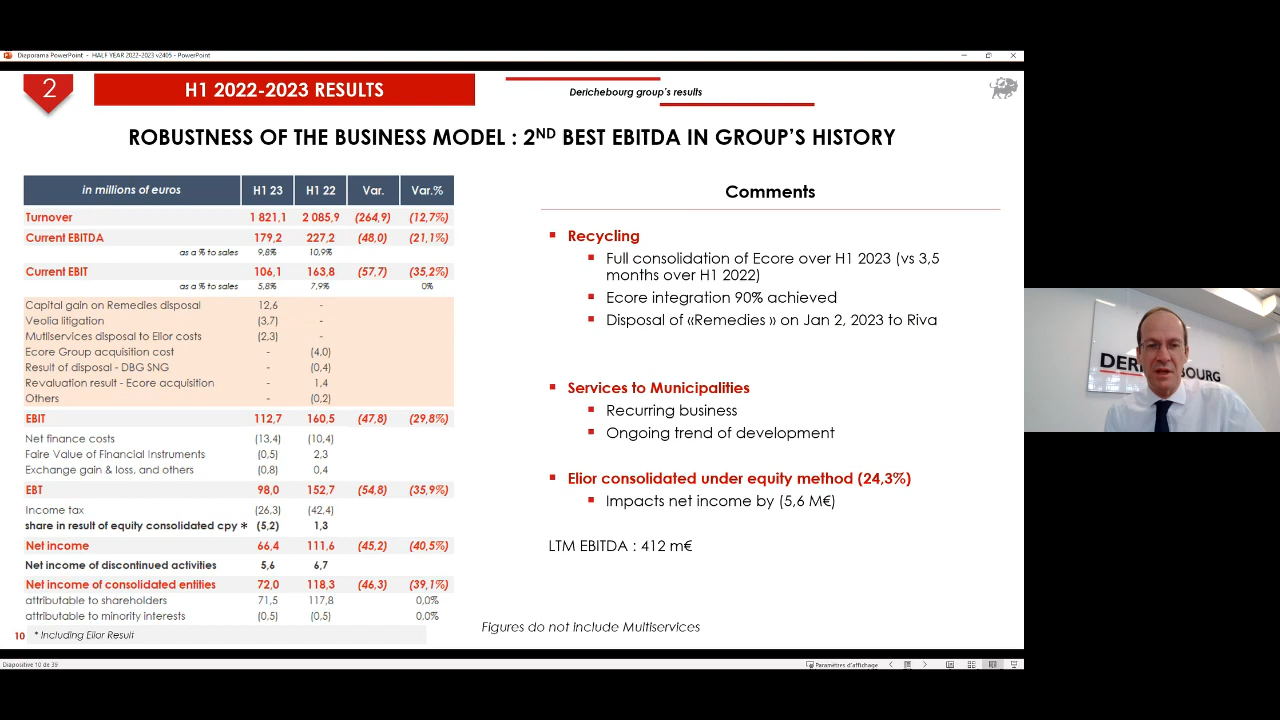 Diaporama PowerPoint - HALF YEAR 2022-2023 v2405 - PowerPoint
2
H1 2022-2023 RESULTS
Derichebourg group's results
ROBUSTNESS OF THE BUSINESS MODEL : 2ND BEST EBITDA IN GROUP'S HISTORY
in millions of euros H1 23 H1 22 Var. Var.%
Turnover 1 821,1 2 085,9 (264,9) (12,7%)
Current EBITDA 179,2 227,2 (48,0) (21,1%)
as a % to sales 9,8% 10,9%
Current EBIT 106,1 163,8 (57,7) (35,2%)
as a % to sales 5,8% 7,9% 0%
Capital gain on Remedies disposal 12,6 -
Veolia litigation (3,7) -
Mutliservices disposal to Elior costs (2,3) -
Ecore Group acquisition cost - (4,0)
Result of disposal - DBG SNG - (0,4)
Revaluation result - Ecore acquisition - 1,4
Others - (0,2)
EBIT 112,7 160,5 (47,8) (29,8%)
Net finance costs (13,4) (10,4)
Faire Value of Financial Instruments (0,5) 2,3
Exchange gain & loss, and others (0,8) 0,4
EBT 98,0 152,7 (54,8) (35,9%)
Income tax (26,3) (42,4)
share in result of equity consolidated cpy * (5,2) 1,3
Net income 66,4 111,6 (45,2) (40,5%)
Net income of discontinued activities 5,6 6,7
Net income of consolidated entities 72,0 118,3 (46,3) (39,1%)
attributable to shareholders 71,5 117,8 0,0%
attributable to minority interests (0,5) (0,5) 0,0%
10 * Including Elior Result
Comments
Recycling
Full consolidation of Ecore over H1 2023 (vs 3,5
months over H1 2022)
Ecore integration 90% achieved
Disposal of «Remedies » on Jan 2, 2023 to Riva
Services to Municipalities
Recurring business
Ongoing trend of development
Elior consolidated under equity method (24,3%)
Impacts net income by (5,6 M€)
LTM EBITDA : 412 m€
Figures do not include Multiservices
Diapositive 10 de 39
Paramètres d'affichage